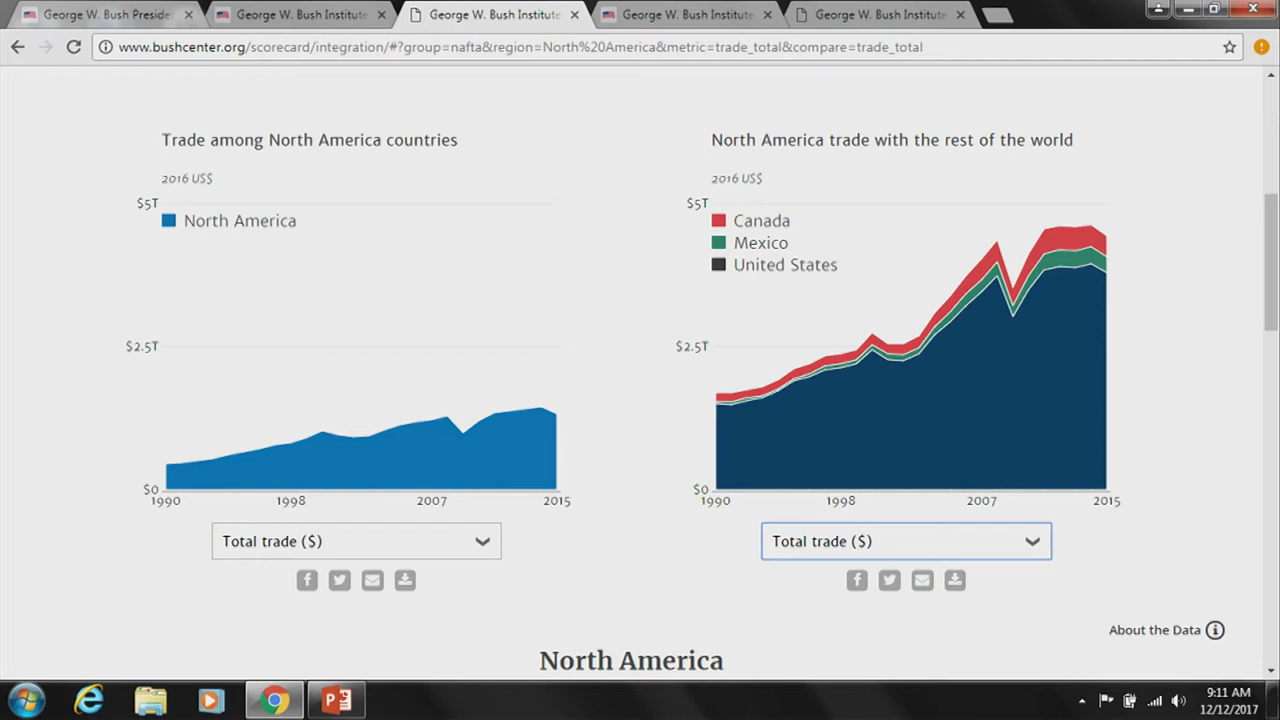 George W. Bush Preside
George W. Bush Institute
George W. Bush Institute
George W. Bush Institute
George W. Bush Institute
www.bushcenter.org/scorecard/integration/#?group=nafta&region=North%20America&metric=trade_total&compare=trade_total
Trade among North America countries
2016 US$
$5T
North America
$2.5T
$0
1990 1998 2007 2015
Total trade ($)
North America trade with the rest of the world
2016 US$
$5T
Canada
Mexico
United States
$2.5T
$0
1990 1998 2007 2015
Total trade ($)
About the Data
North America
9:11 AM
12/12/2017